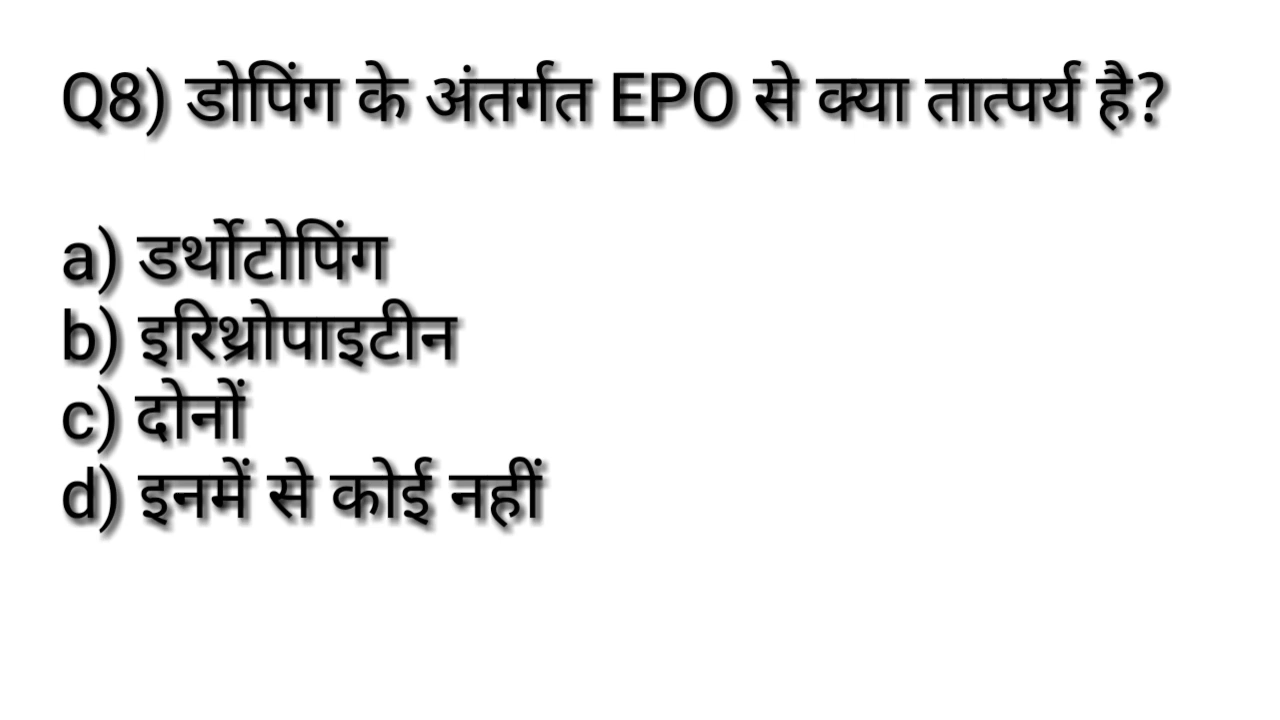 Q8) डोपिंग के अंतर्गत EPO से क्या तात्पर्य है?
a) डर्थोटोपिंग
b) इरिथ्रोपाइटीन
c) दोनों
d) इनमें से कोई नहीं